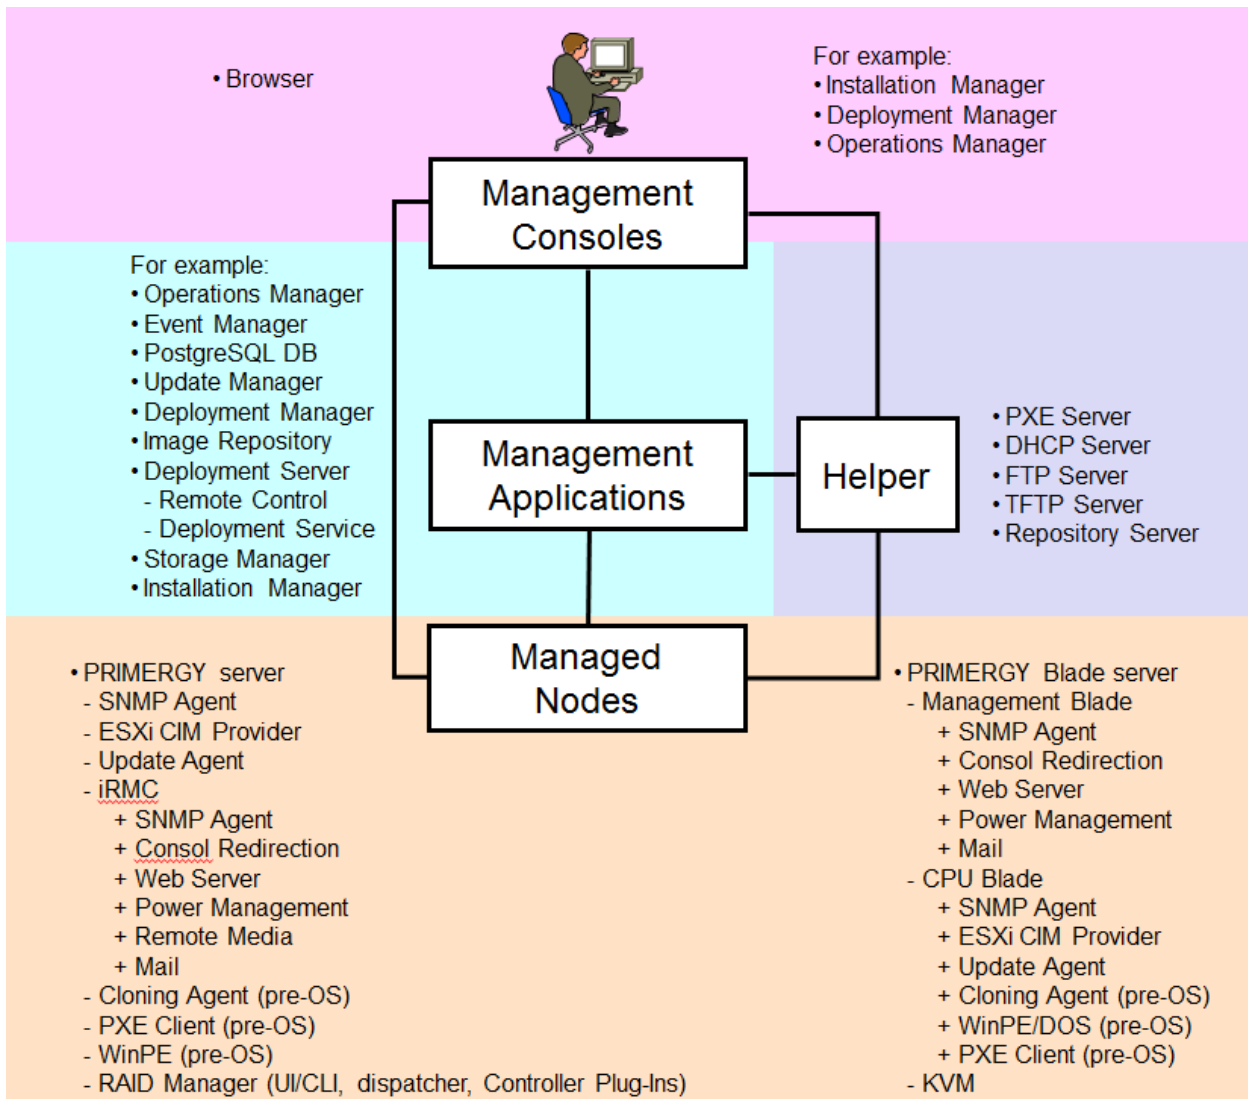 • Browser
For example:
• Installation Manager
• Deployment Manager
• Operations Manager
Management
Consoles
For example:
• Operations Manager
• Event Manager
• PostgreSQL DB
• Update Manager
• Deployment Manager
• Image Repository
• Deployment Server
- Remote Control
- Deployment Service
• Storage Manager
• Installation Manager
Management
Applications
Helper
• PXE Server
• DHCP Server
• FTP Server
• TFTP Server
• Repository Server
Managed
Nodes
• PRIMERGY server
- SNMP Agent
- ESXi CIM Provider
- Update Agent
- iRMC
+ SNMP Agent
+ Consol Redirection
+ Web Server
+ Power Management
+ Remote Media
+ Mail
- Cloning Agent (pre-OS)
- PXE Client (pre-OS)
- WinPE (pre-OS)
- RAID Manager (UI/CLI, dispatcher, Controller Plug-Ins)
• PRIMERGY Blade server
- Management Blade
+ SNMP Agent
+ Consol Redirection
+ Web Server
+ Power Management
+ Mail
- CPU Blade
+ SNMP Agent
+ ESXi CIM Provider
+ Update Agent
+ Cloning Agent (pre-OS)
+ WinPE/DOS (pre-OS)
+ PXE Client (pre-OS)
- KVM